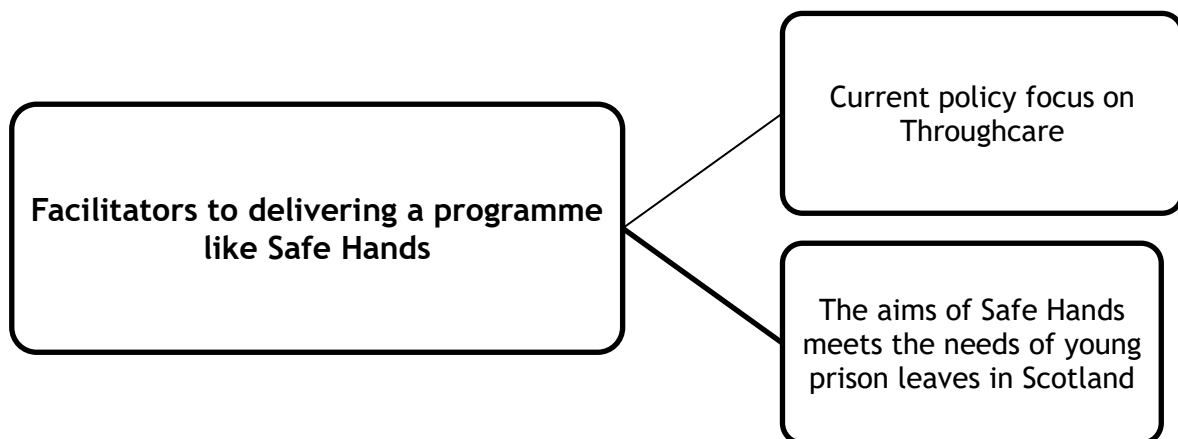 Facilitators to delivering a programme
like Safe Hands
Current policy focus on
Throughcare
The aims of Safe Hands
meets the needs of young
prison leaves in Scotland